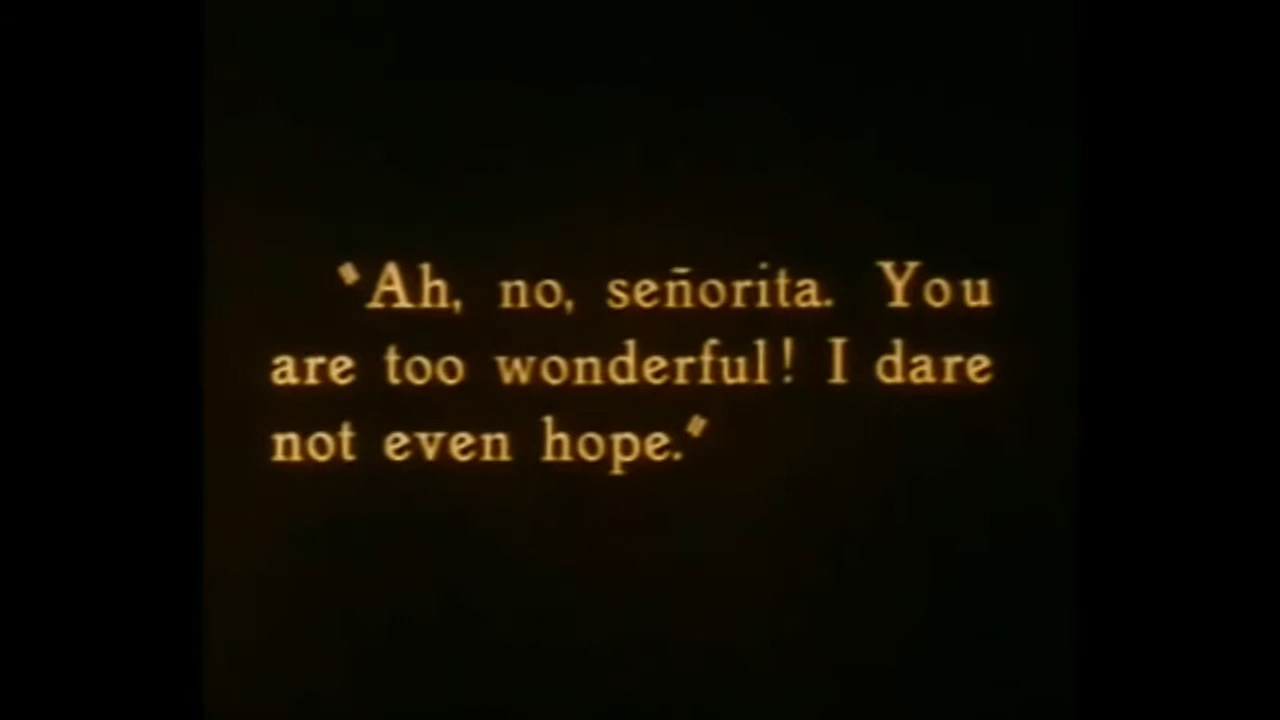 "Ah, no, señorita. You
are too wonderful! I dare
not even hope."